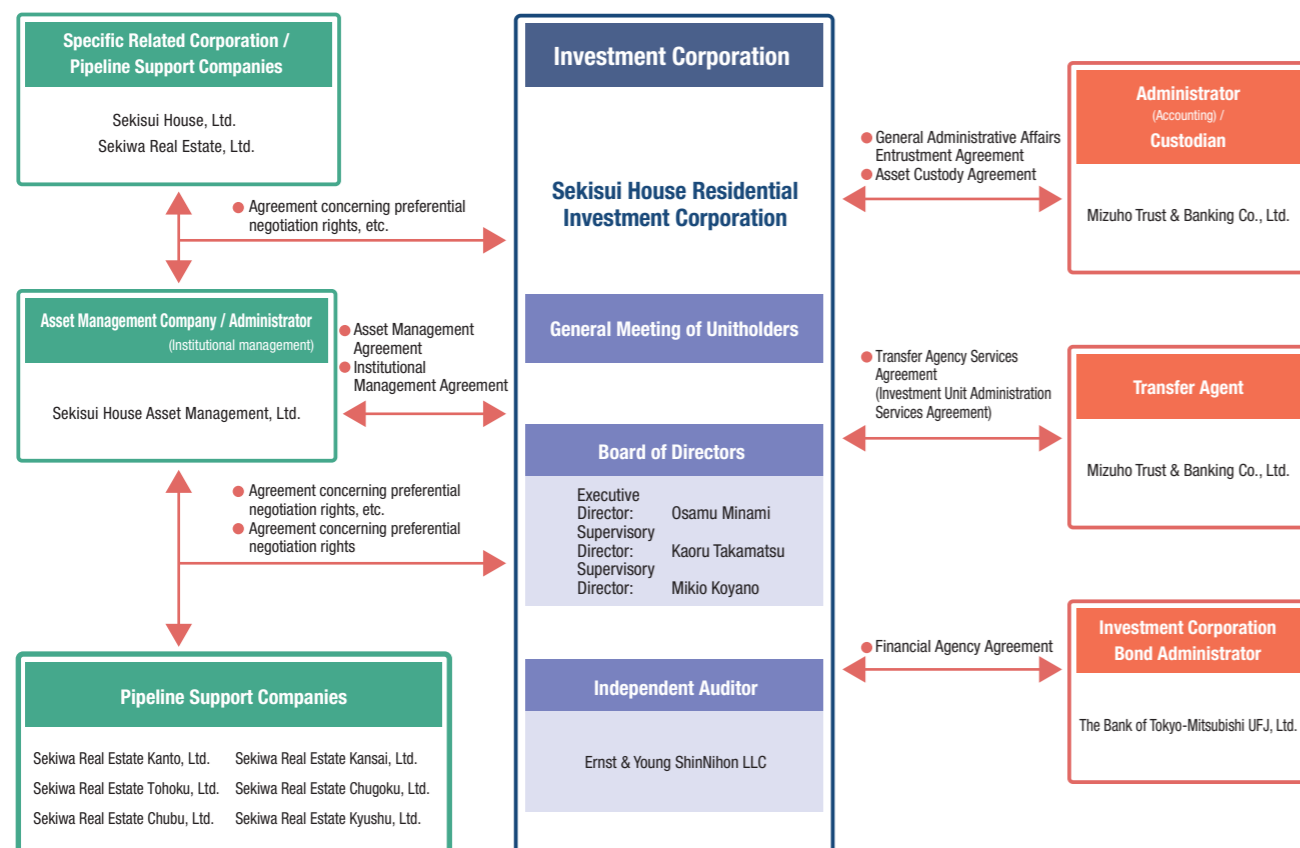 Specific Related Corporation /
Pipeline Support Companies
Sekisui House, Ltd.
Sekiwa Real Estate, Ltd.
Agreement concerning preferential
negotiation rights, etc.
Asset Management Company / Administrator
(Institutional management)
Sekisui House Asset Management, Ltd.
Asset Management
Agreement
Institutional
Management Agreement
Agreement concerning preferential
negotiation rights, etc.
Agreement concerning preferential
negotiation rights
Pipeline Support Companies
Sekiwa Real Estate Kanto, Ltd. Sekiwa Real Estate Kansai, Ltd.
Sekiwa Real Estate Tohoku, Ltd. Sekiwa Real Estate Chugoku, Ltd.
Sekiwa Real Estate Chubu, Ltd. Sekiwa Real Estate Kyushu, Ltd.
Investment Corporation
Sekisui House Residential
Investment Corporation
General Meeting of Unitholders
Board of Directors
Executive
Director: Osamu Minami
Supervisory
Director: Kaoru Takamatsu
Supervisory
Director: Mikio Koyano
Independent Auditor
Ernst & Young ShinNihon LLC
General Administrative Affairs
Entrustment Agreement
Asset Custody Agreement
Administrator
(Accounting) /
Custodian
Mizuho Trust & Banking Co., Ltd.
Transfer Agency Services
Agreement
(Investment Unit Administration
Services Agreement)
Transfer Agent
Mizuho Trust & Banking Co., Ltd.
Financial Agency Agreement
Investment Corporation
Bond Administrator
The Bank of Tokyo-Mitsubishi UFJ, Ltd.